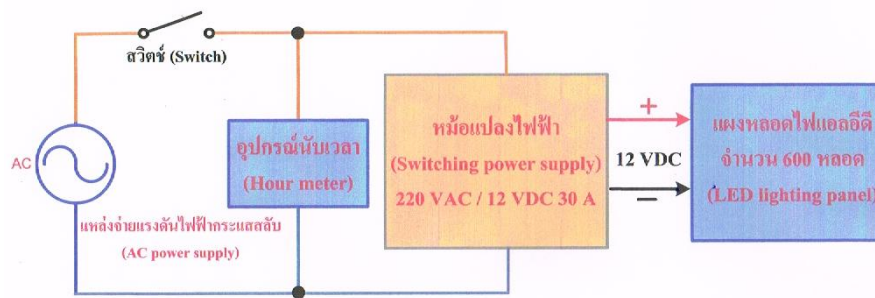 สวิตช์ (Switch)
AC
แหล่งจ่ายแรงดันไฟฟ้ากระแสสลับ
(AC power supply)
อุปกรณ์นับเวลา
(Hour meter)
หม้อแปลงไฟฟ้า
(Switching power supply)
220 VAC / 12 VDC 30 A
+
12 VDC
−
แผงหลอดไฟแอลอีดี
จำนวน 600 หลอด
(LED lighting panel)